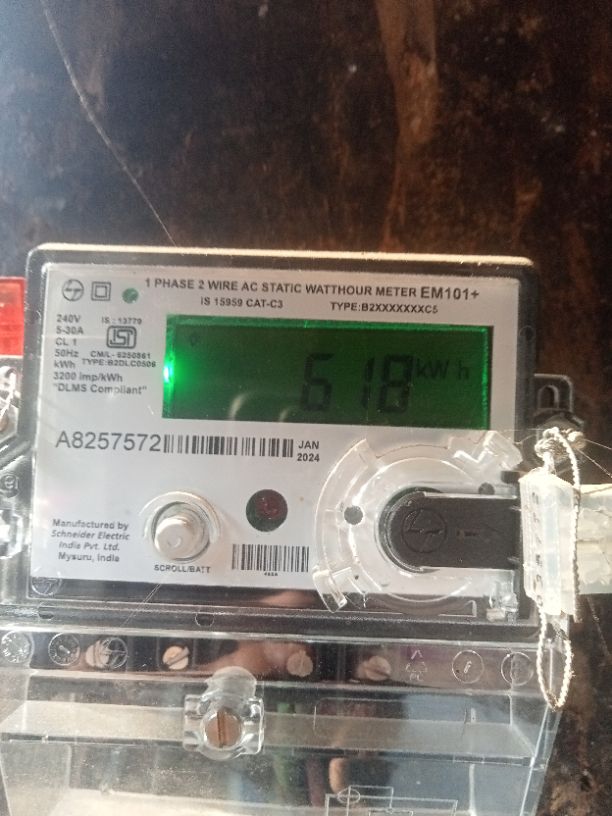 1 PHASE 2 WIRE AC STATIC WATTHOUR METER EM101+
IS 15959 CAT-C3 TYPE:B2XXXXXXXC5
240V IS : 13779
5-30A
CL 1
50Hz CM/L- 6250861
kWh TYPE:B2DLC0506
3200 imp/kWh
"DLMS Compliant"
618 kWh
A8257572 JAN
2024
Manufactured by
Schneider Electric
India Pvt. Ltd.
Mysuru, India
SCROLL/BATT